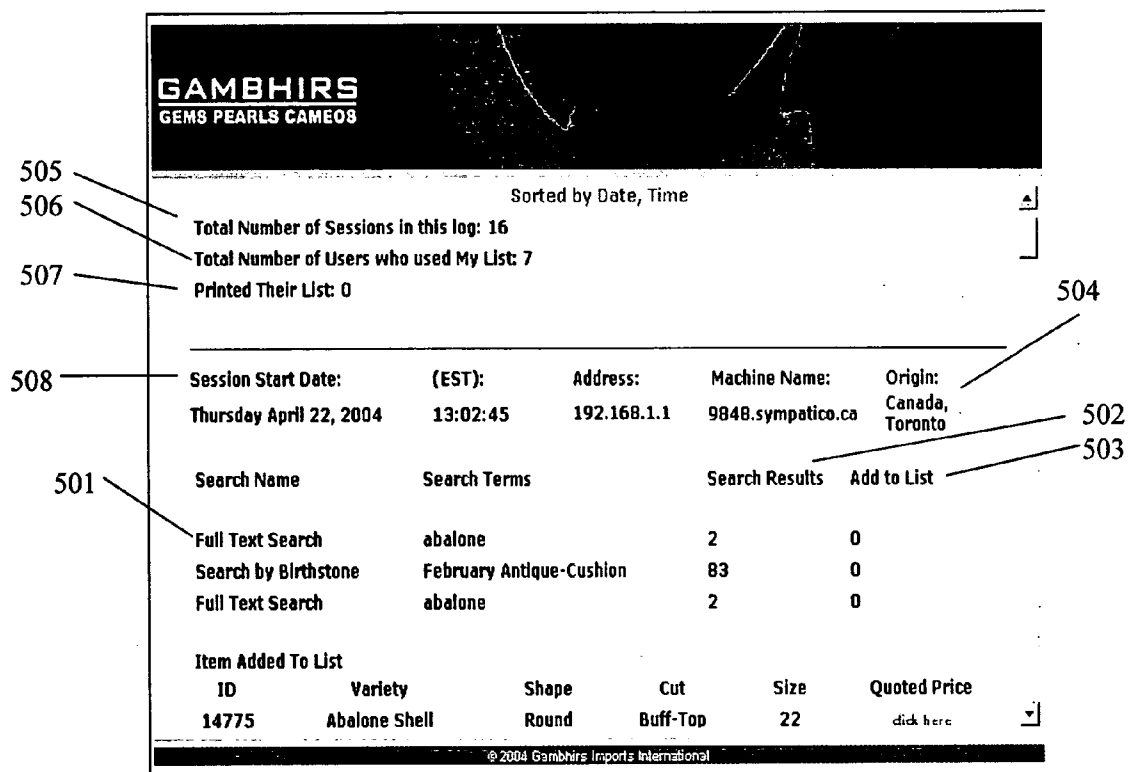 GAMBHIRS
GEMS PEARLS CAMEOS
505
506
507
508
501
504
502
503
Sorted by Date, Time
Total Number of Sessions in this log: 16
Total Number of Users who used My List: 7
Printed Their List: 0
Session Start Date: (EST): Address: Machine Name: Origin:
Thursday April 22, 2004 13:02:45 192.168.1.1 9848.sympatico.ca Canada, Toronto
Search Name Search Terms Search Results Add to List
Full Text Search abalone 2 0
Search by Birthstone February Antique-Cushion 83 0
Full Text Search abalone 2 0
Item Added To List
ID Variety Shape Cut Size Quoted Price
14775 Abalone Shell Round Buff-Top 22 click here
© 2004 Gambhirs Imports International